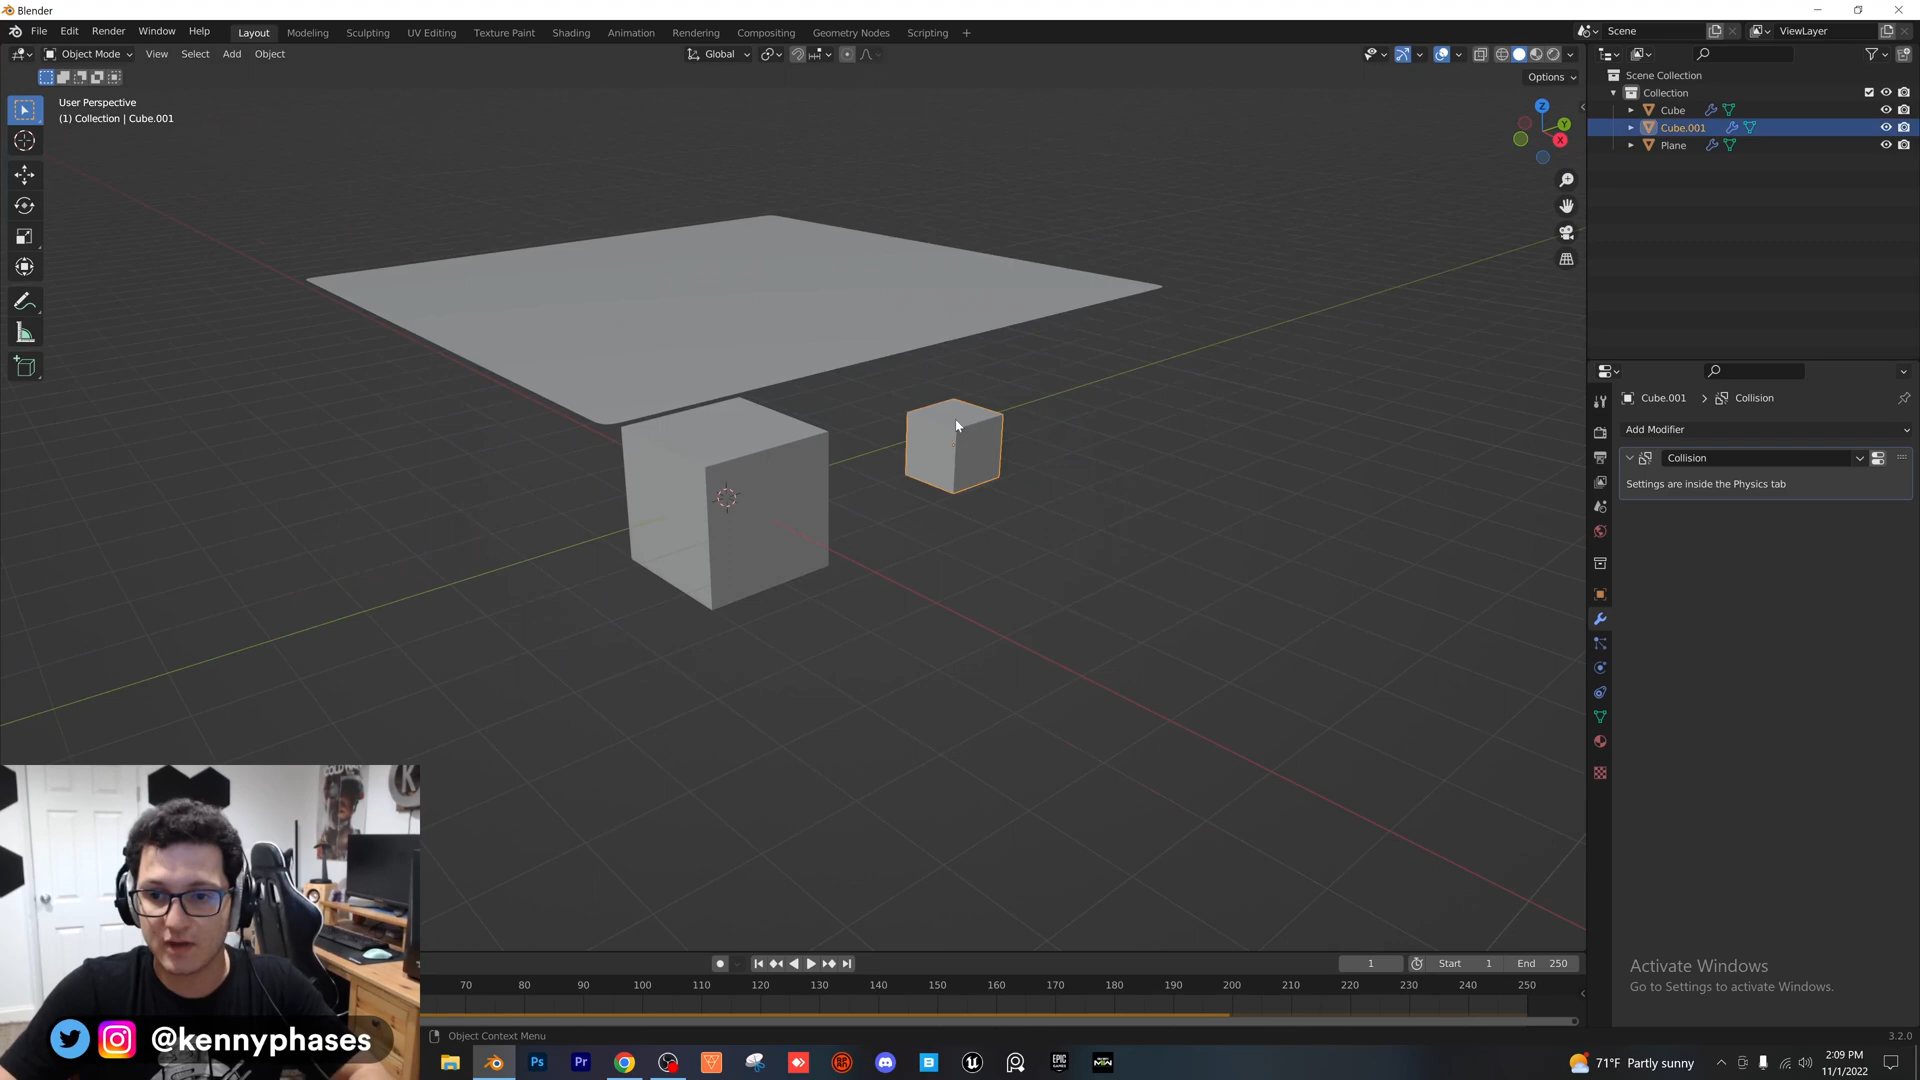 Blender
File Edit Render Window Help
Layout Modeling Sculpting UV Editing Texture Paint Shading Animation Rendering Compositing Geometry Nodes Scripting +
Scene
ViewLayer
Object Mode View Select Add Object
Global
Options
User Perspective
(1) Collection | Cube.001
Z
Y
X
Scene Collection
Collection
Cube
Cube.001
Plane
Cube.001 > Collision
Add Modifier
Collision
Settings are inside the Physics tab
Activate Windows
Go to Settings to activate Windows.
1
Start 1
End 250
70 80 90 100 110 120 130 140 150 160 170 180 190 200 210 220 230 240 250
Object Context Menu
3.2.0
@kennyphases
Ps
Pr
71°F Partly sunny
2:09 PM
11/1/2022